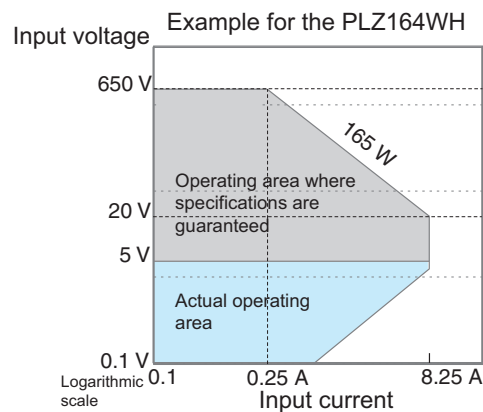 Example for the PLZ164WH
Input voltage
650 V
165 W
Operating area where
specifications are
guaranteed
20 V
5 V
Actual operating
area
0.1 V
Logarithmic
scale
0.1
0.25 A
8.25 A
Input current